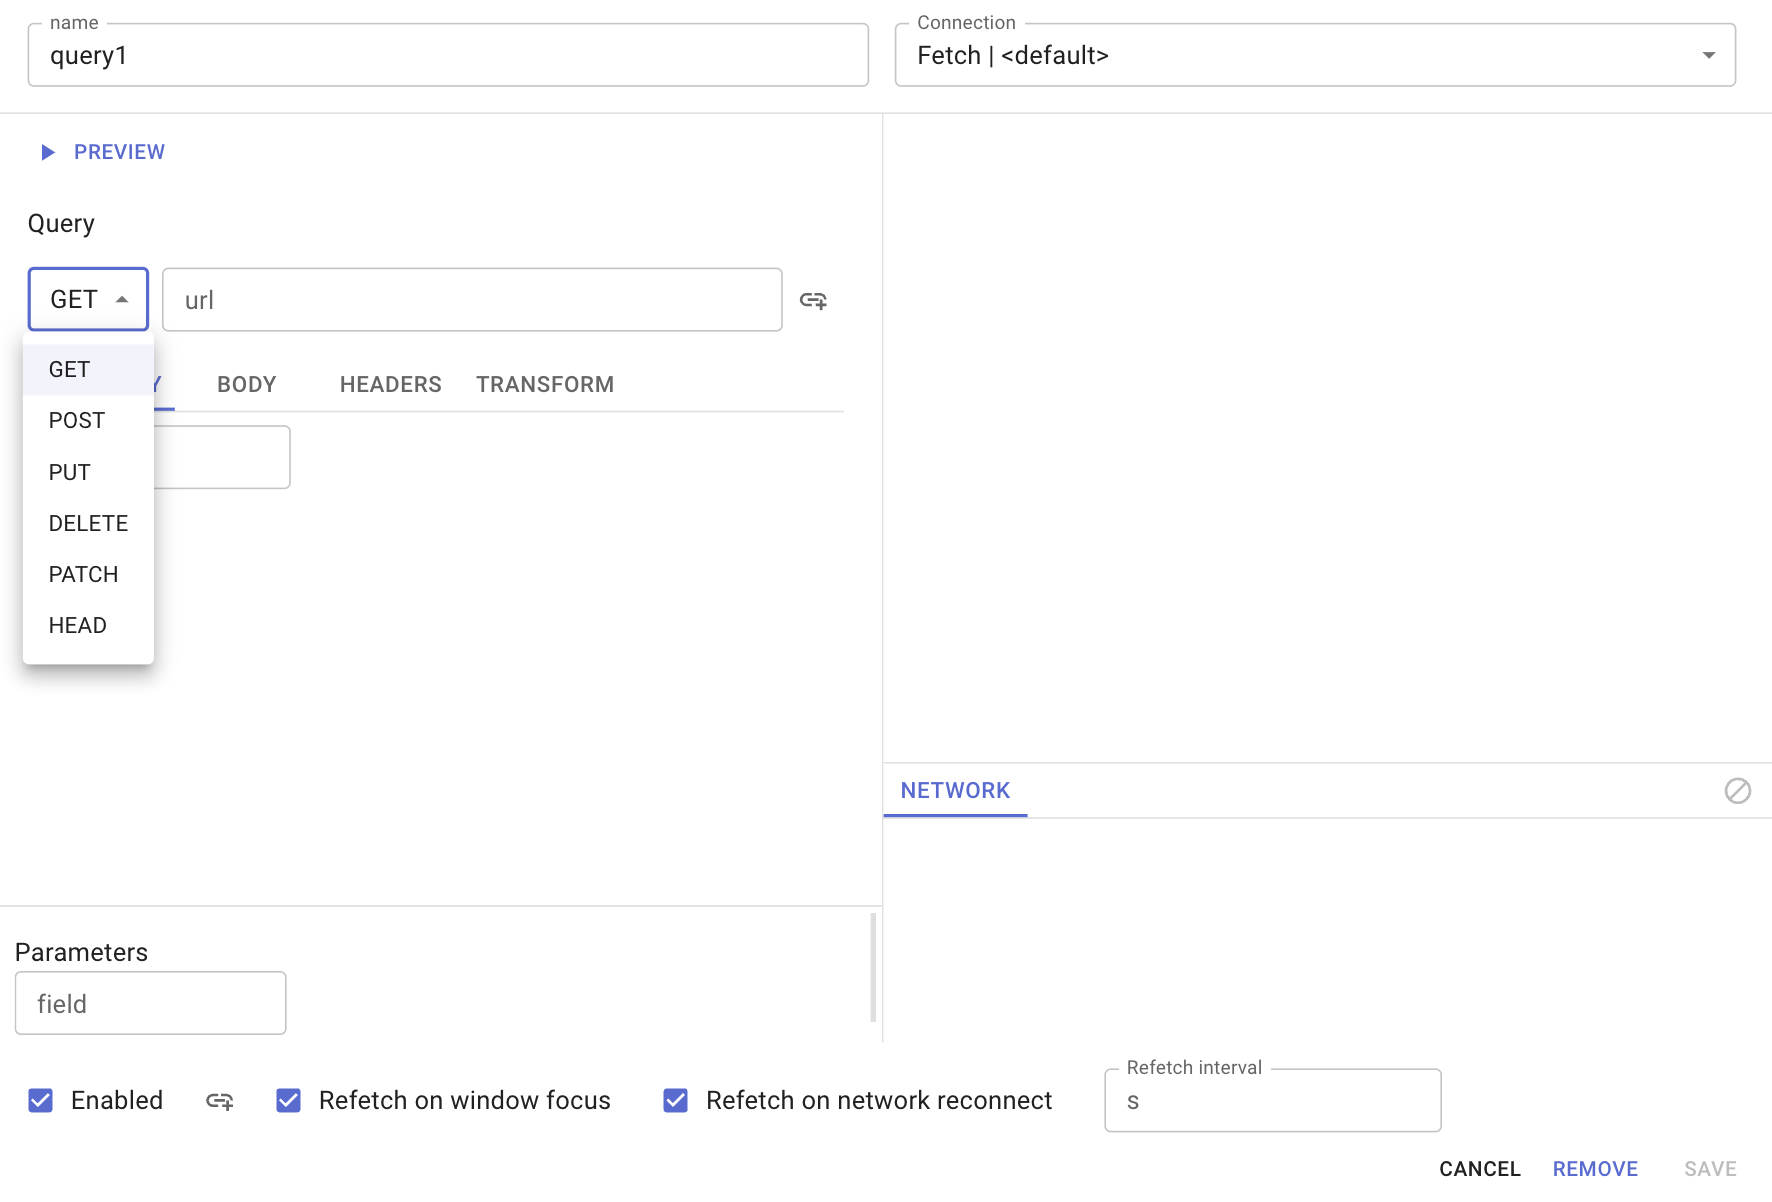 name
query1
Connection
Fetch | <default>
PREVIEW
Query
GET
url
GET
POST
PUT
DELETE
PATCH
HEAD
BODY
HEADERS
TRANSFORM
NETWORK
Parameters
field
Enabled
Refetch on window focus
Refetch on network reconnect
Refetch interval
s
CANCEL
REMOVE
SAVE